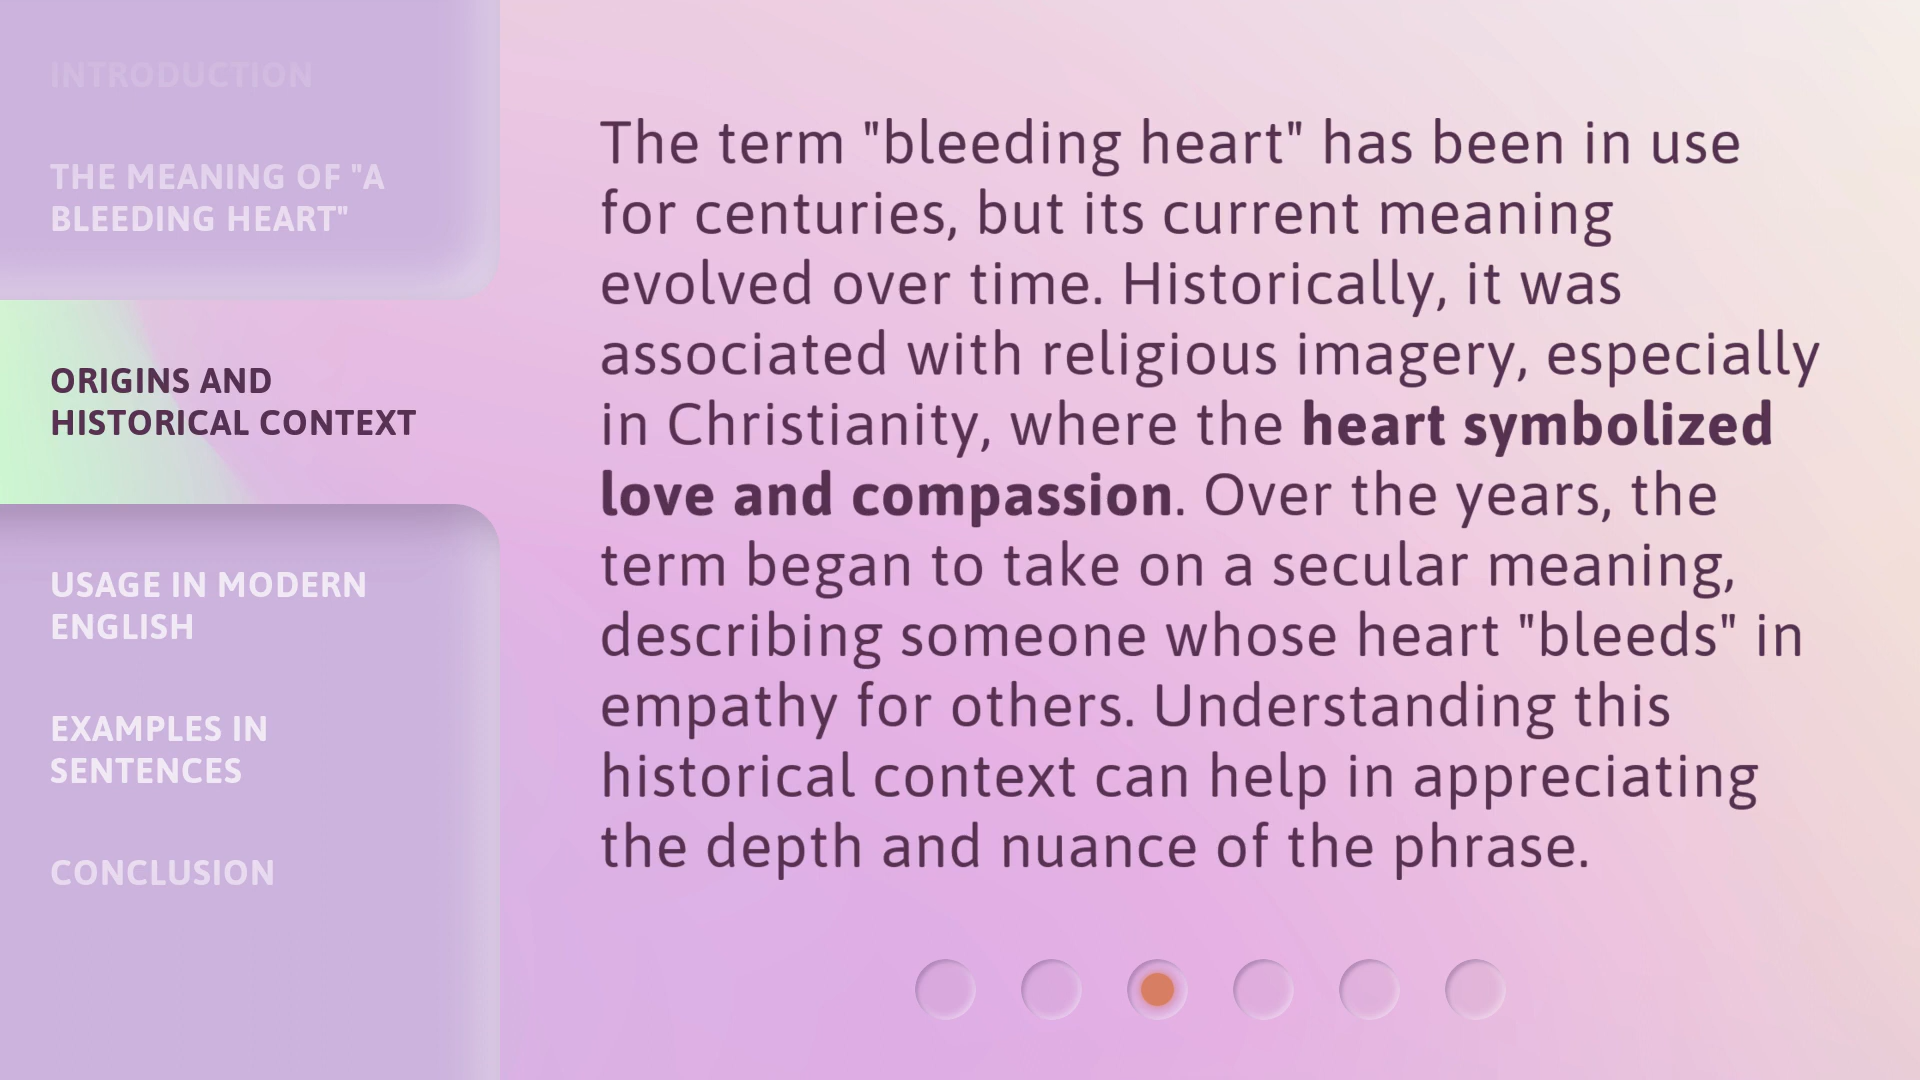 INTRODUCTION
THE MEANING OF "A
BLEEDING HEART"
ORIGINS AND
HISTORICAL CONTEXT
USAGE IN MODERN
ENGLISH
EXAMPLES IN
SENTENCES
CONCLUSION
The term "bleeding heart" has been in use
for centuries, but its current meaning
evolved over time. Historically, it was
associated with religious imagery, especially
in Christianity, where the heart symbolized
love and compassion. Over the years, the
term began to take on a secular meaning,
describing someone whose heart "bleeds" in
empathy for others. Understanding this
historical context can help in appreciating
the depth and nuance of the phrase.